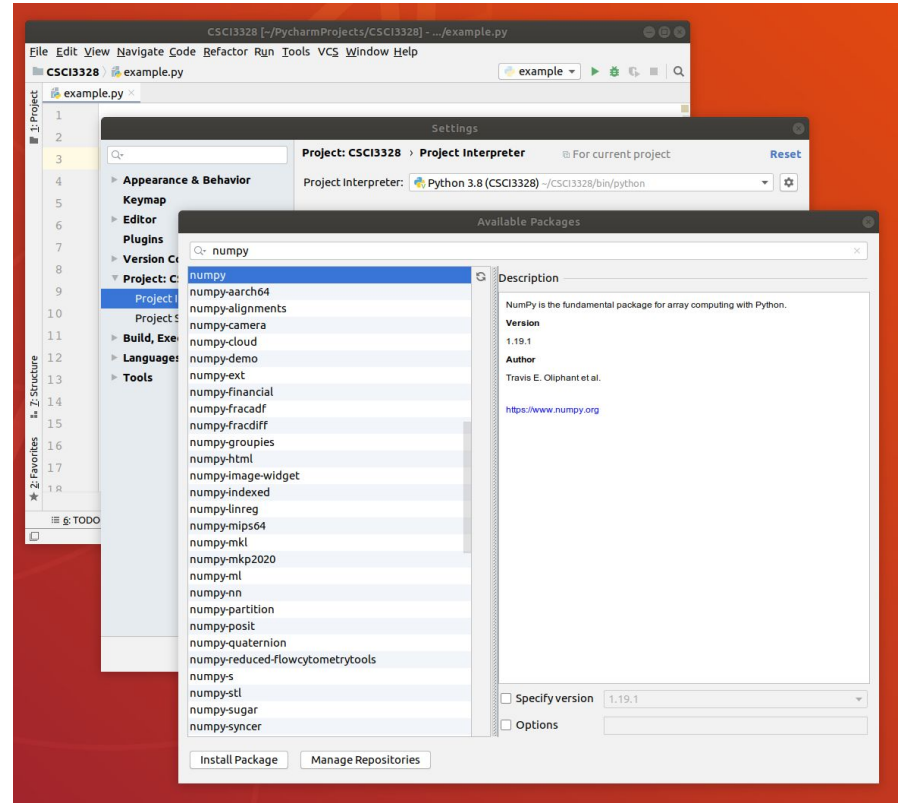 CSCI3328 [~/PycharmProjects/CSCI3328] - .../example.py
File Edit View Navigate Code Refactor Run Tools VCS Window Help
CSCI3328 example.py
example
example.py
1: Project
7: Structure
2: Favorites
1
2
3
4
5
6
7
8
9
10
11
12
13
14
15
16
17
18
6: TODO
Settings
Project: CSCI3328 › Project Interpreter
For current project
Reset
Project Interpreter: Python 3.8 (CSCI3328) ~/CSCI3328/bin/python
Appearance & Behavior
Keymap
Editor
Plugins
Version Co
Project: C
Project I
Project S
Build, Exe
Languages
Tools
Available Packages
numpy
numpy
numpy-aarch64
numpy-alignments
numpy-camera
numpy-cloud
numpy-demo
numpy-ext
numpy-financial
numpy-fracadf
numpy-fracdiff
numpy-groupies
numpy-html
numpy-image-widget
numpy-indexed
numpy-linreg
numpy-mips64
numpy-mkl
numpy-mkp2020
numpy-ml
numpy-nn
numpy-partition
numpy-posit
numpy-quaternion
numpy-reduced-flowcytometrytools
numpy-s
numpy-stl
numpy-sugar
numpy-syncer
Description
NumPy is the fundamental package for array computing with Python.
Version
1.19.1
Author
Travis E. Oliphant et al.
https://www.numpy.org
Specify version 1.19.1
Options
Install Package Manage Repositories